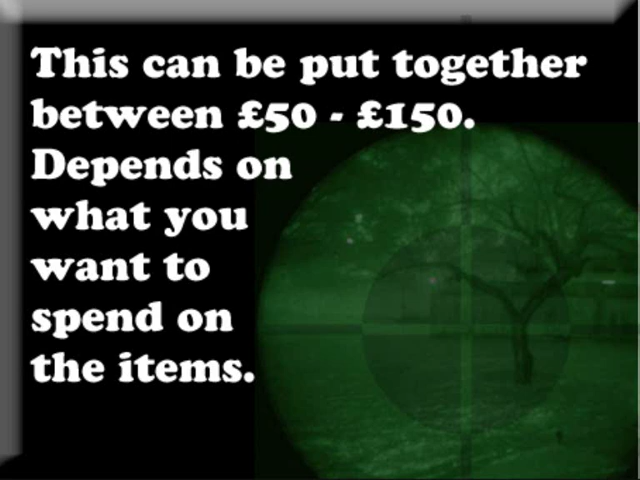 This can be put together
between £50 - £150.
Depends on
what you
want to
spend on
the items.